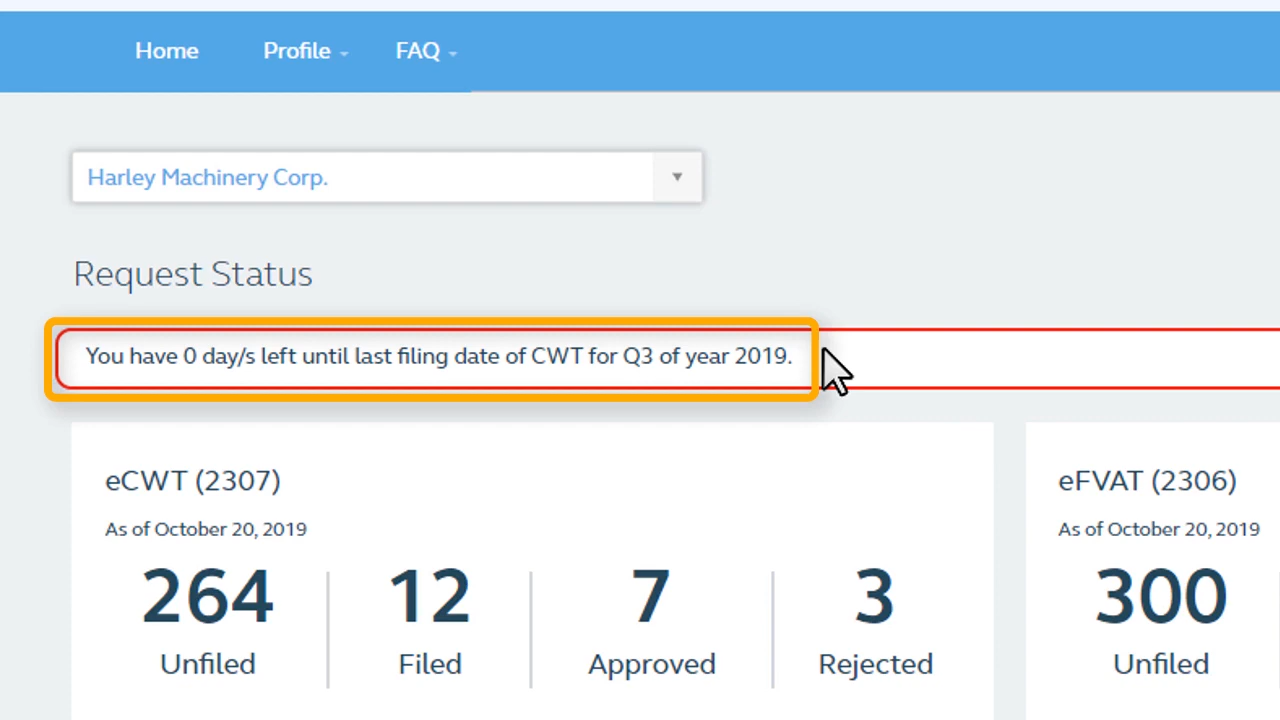 Home Profile FAQ
Harley Machinery Corp.
Request Status
You have 0 day/s left until last filing date of CWT for Q3 of year 2019.
eCWT (2307)
As of October 20, 2019
264 12 7 3
Unfiled Filed Approved Rejected
eFVAT (2306)
As of October 20, 2019
300
Unfiled